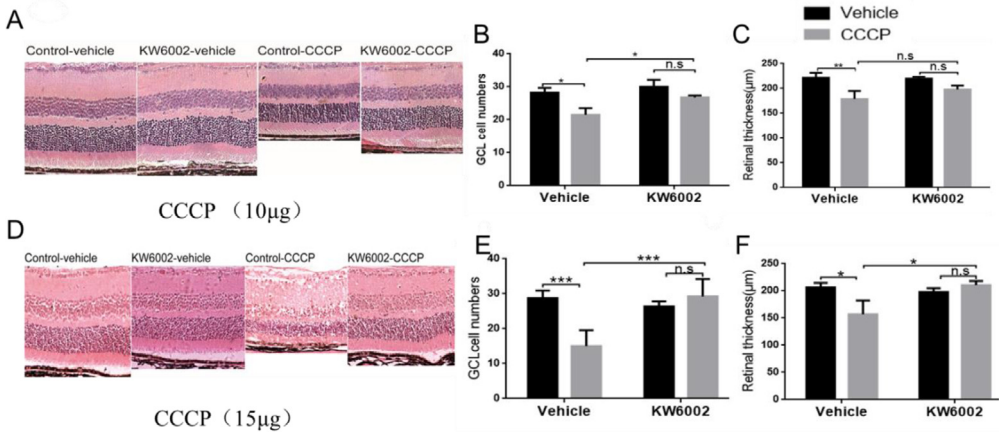 A
Control-vehicle KW6002-vehicle Control-CCCP KW6002-CCCP
CCCP （10μg）
B
GCL cell numbers
40
30
20
10
0
*
*
n.s
Vehicle KW6002
Vehicle
CCCP
C
Retinal thickness(μm)
250
200
150
100
50
0
**
n.s
n.s
Vehicle KW6002
D
Control-vehicle KW6002-vehicle Control-CCCP KW6002-CCCP
CCCP （15μg）
E
GCLcell numbers
40
30
20
10
0
***
***
n.s
Vehicle KW6002
F
Retinal thickness(μm)
250
200
150
100
50
0
*
*
n.s
Vehicle KW6002